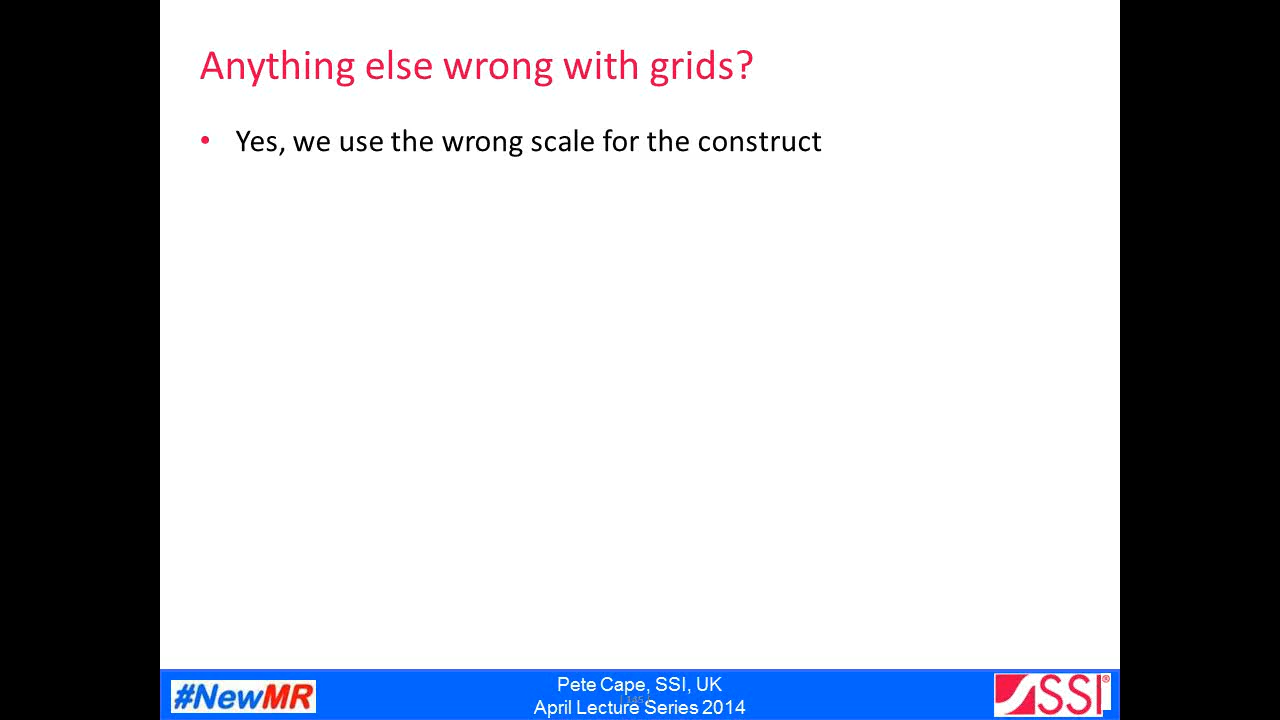 Anything else wrong with grids?
• Yes, we use the wrong scale for the construct
#NewMR
Pete Cape, SSI, UK
April Lecture Series 2014
SSI®